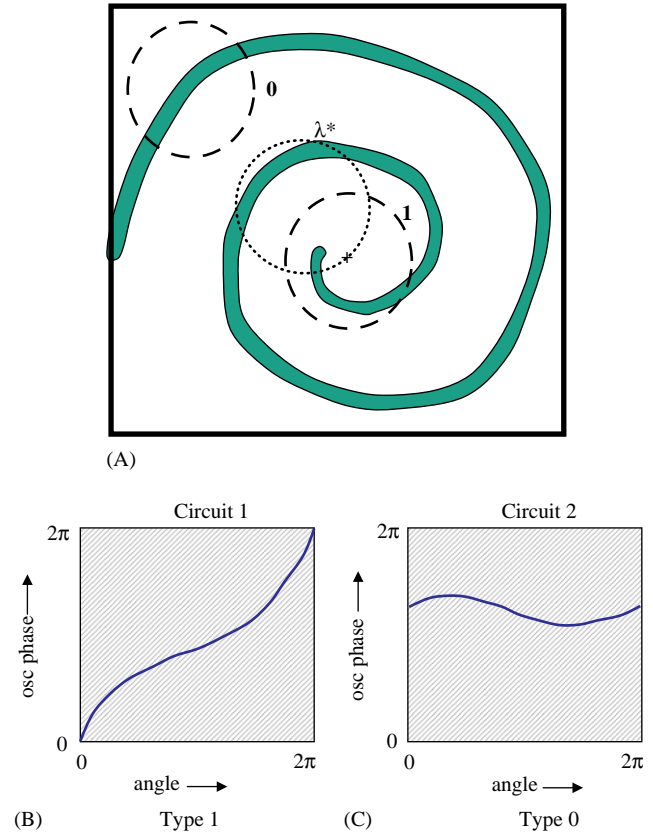 0
λ*
1
+
(A)
Circuit 1
2π
osc phase
0
0
2π
angle
(B)
Type 1
Circuit 2
2π
osc phase
0
0
2π
angle
(C)
Type 0